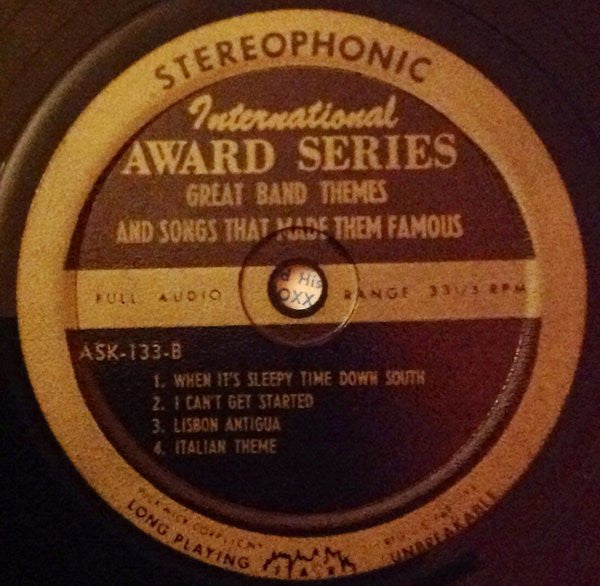 STEREOPHONIC
International
AWARD SERIES
GREAT BAND THEMES
AND SONGS THAT MADE THEM FAMOUS
d His
OXX
FULL AUDIO RANGE 33 1/3 RPM
ASK-133-B
1. WHEN IT'S SLEEPY TIME DOWN SOUTH
2. I CAN'T GET STARTED
3. LISBON ANTIGUA
4. ITALIAN THEME
LONG PLAYING
UNBREAKABLE